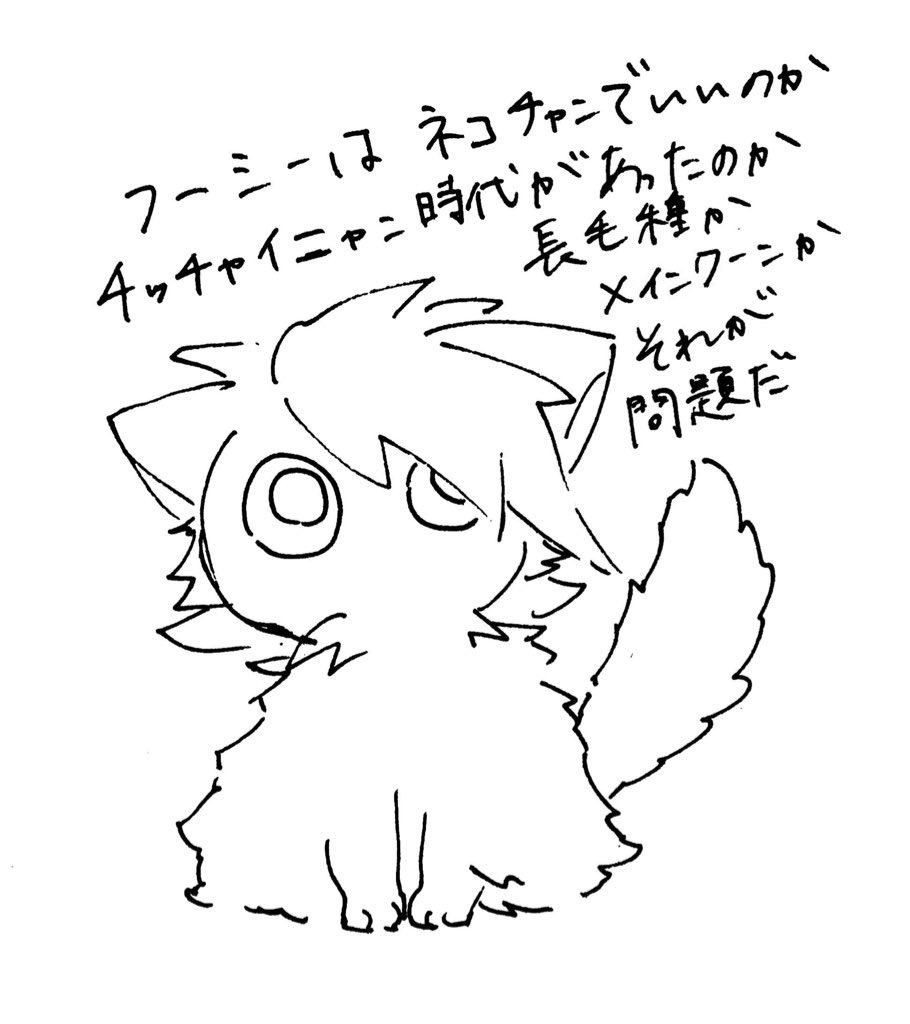 フーミーは ネコチャンでいいのか
チッチャイニャン時代があったのか
長毛種か
メインクーンか
それが
問題だ